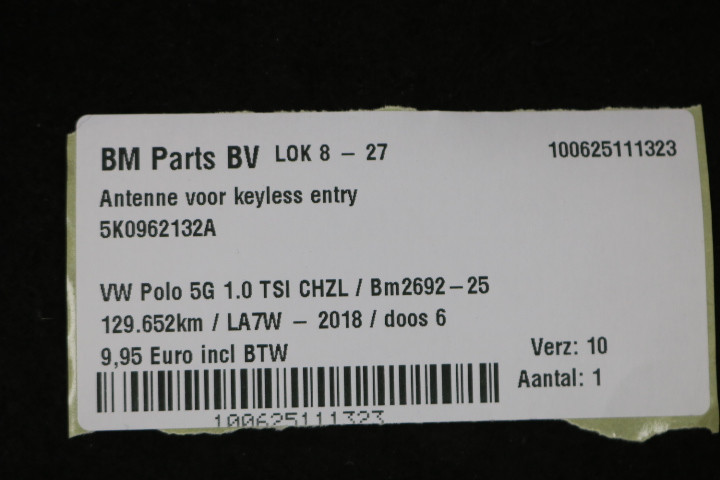 BM Parts BV LOK 8 - 27 100625111323
Antenne voor keyless entry
5K0962132A
VW Polo 5G 1.0 TSI CHZL / Bm2692-25
129.652km / LA7W - 2018 / doos 6
9,95 Euro incl BTW Verz: 10
Aantal: 1
100625111323